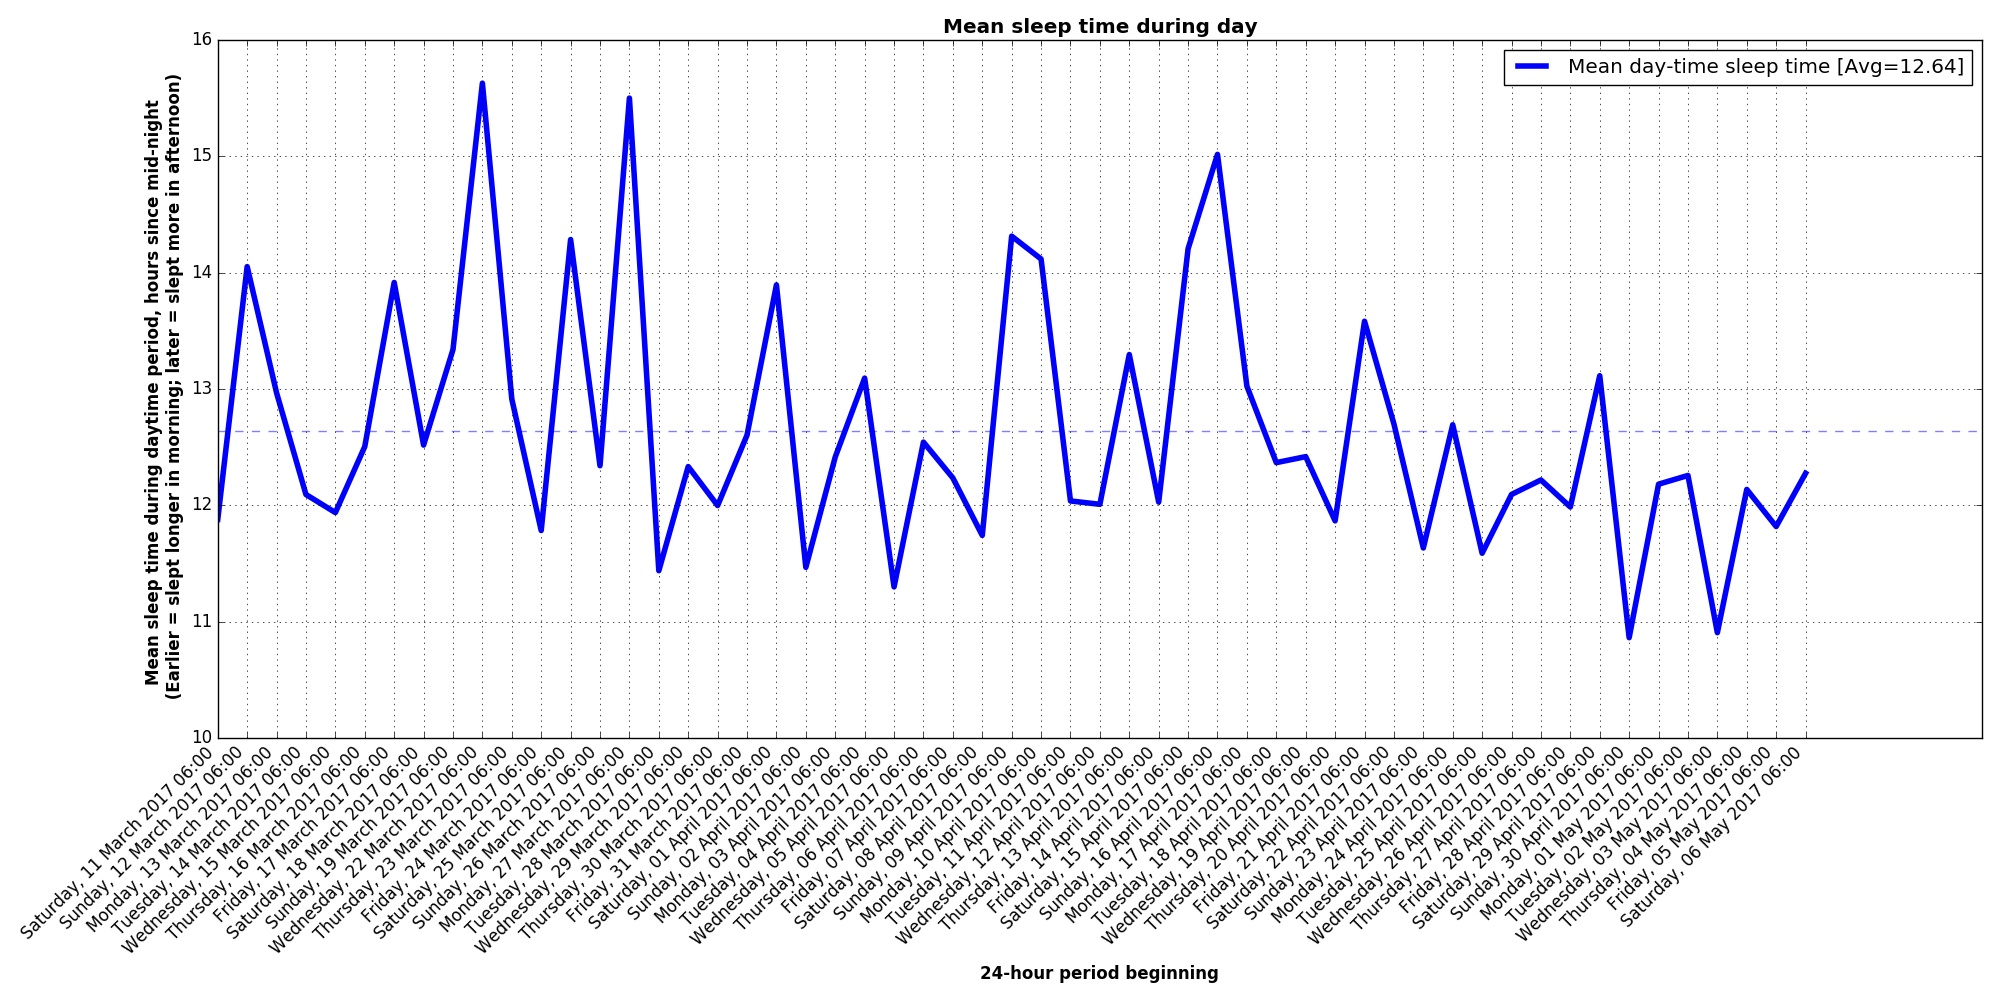 Mean sleep time during day
Mean day-time sleep time [Avg=12.64]
Mean sleep time during daytime period, hours since mid-night
(Earlier = slept longer in morning; later = slept more in afternoon)
16
15
14
13
12
11
10
Saturday, 11 March 2017 06:00
Sunday, 12 March 2017 06:00
Monday, 13 March 2017 06:00
Tuesday, 14 March 2017 06:00
Wednesday, 15 March 2017 06:00
Thursday, 16 March 2017 06:00
Friday, 17 March 2017 06:00
Saturday, 18 March 2017 06:00
Sunday, 19 March 2017 06:00
Wednesday, 22 March 2017 06:00
Thursday, 23 March 2017 06:00
Friday, 24 March 2017 06:00
Saturday, 25 March 2017 06:00
Sunday, 26 March 2017 06:00
Monday, 27 March 2017 06:00
Tuesday, 28 March 2017 06:00
Wednesday, 29 March 2017 06:00
Thursday, 30 March 2017 06:00
Friday, 31 March 2017 06:00
Saturday, 01 April 2017 06:00
Sunday, 02 April 2017 06:00
Monday, 03 April 2017 06:00
Tuesday, 04 April 2017 06:00
Wednesday, 05 April 2017 06:00
Thursday, 06 April 2017 06:00
Friday, 07 April 2017 06:00
Saturday, 08 April 2017 06:00
Sunday, 09 April 2017 06:00
Monday, 10 April 2017 06:00
Tuesday, 11 April 2017 06:00
Wednesday, 12 April 2017 06:00
Thursday, 13 April 2017 06:00
Friday, 14 April 2017 06:00
Saturday, 15 April 2017 06:00
Sunday, 16 April 2017 06:00
Monday, 17 April 2017 06:00
Tuesday, 18 April 2017 06:00
Wednesday, 19 April 2017 06:00
Thursday, 20 April 2017 06:00
Friday, 21 April 2017 06:00
Saturday, 22 April 2017 06:00
Sunday, 23 April 2017 06:00
Monday, 24 April 2017 06:00
Tuesday, 25 April 2017 06:00
Wednesday, 26 April 2017 06:00
Thursday, 27 April 2017 06:00
Friday, 28 April 2017 06:00
Saturday, 29 April 2017 06:00
Sunday, 30 April 2017 06:00
Monday, 01 May 2017 06:00
Tuesday, 02 May 2017 06:00
Wednesday, 03 May 2017 06:00
Thursday, 04 May 2017 06:00
Friday, 05 May 2017 06:00
Saturday, 06 May 2017 06:00
24-hour period beginning